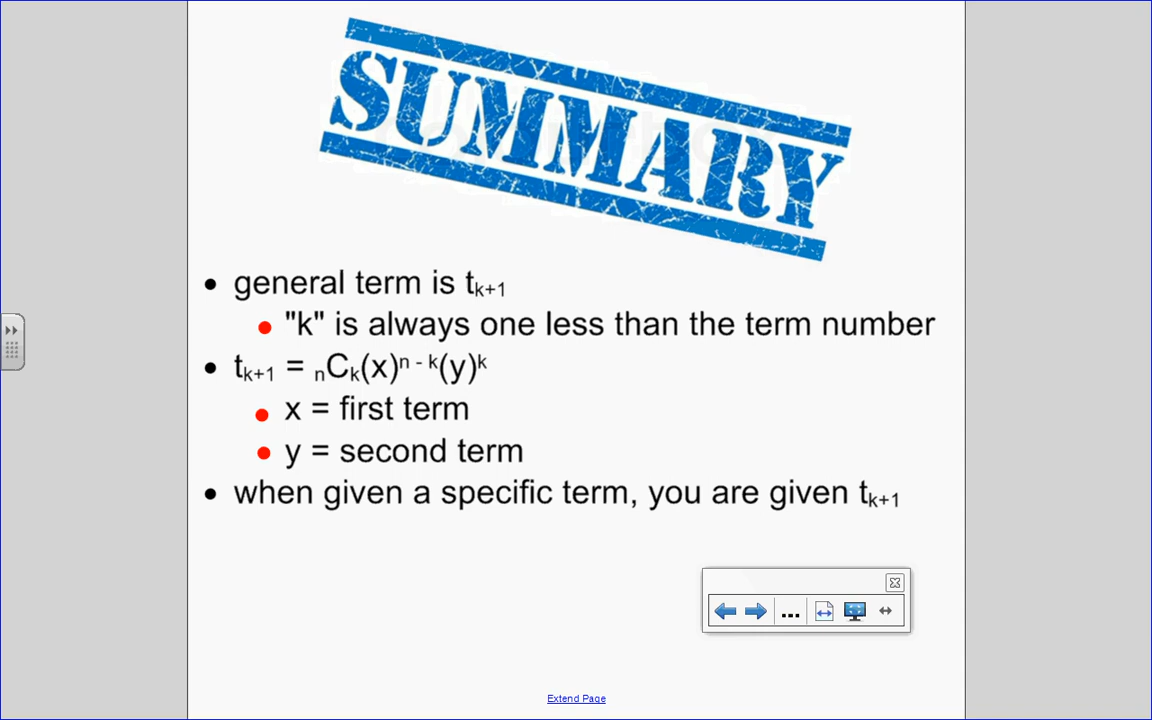 SUMMARY
• general term is tₖ₊₁
• "k" is always one less than the term number
• tₖ₊₁ = ₙCₖ(x)ⁿ ⁻ ᵏ(y)ᵏ
• x = first term
• y = second term
• when given a specific term, you are given tₖ₊₁
...
Extend Page